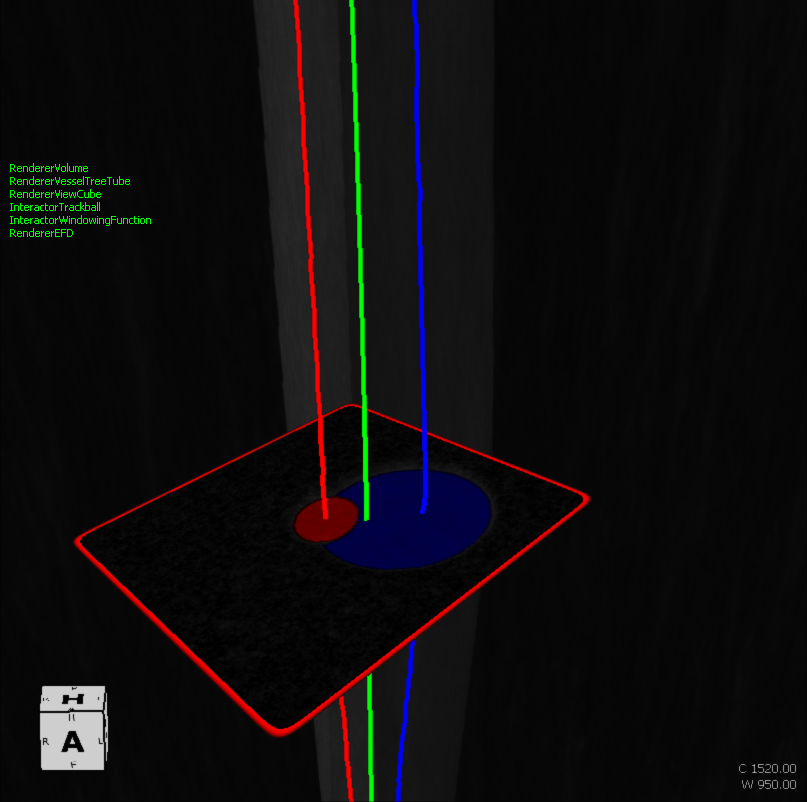 RendererVolume
RendererVesselTreeTube
RendererViewCube
InteractorTrackball
InteractorWindowingFunction
RendererEFD
H
A
R
L
F
C 1520.00
W 950.00